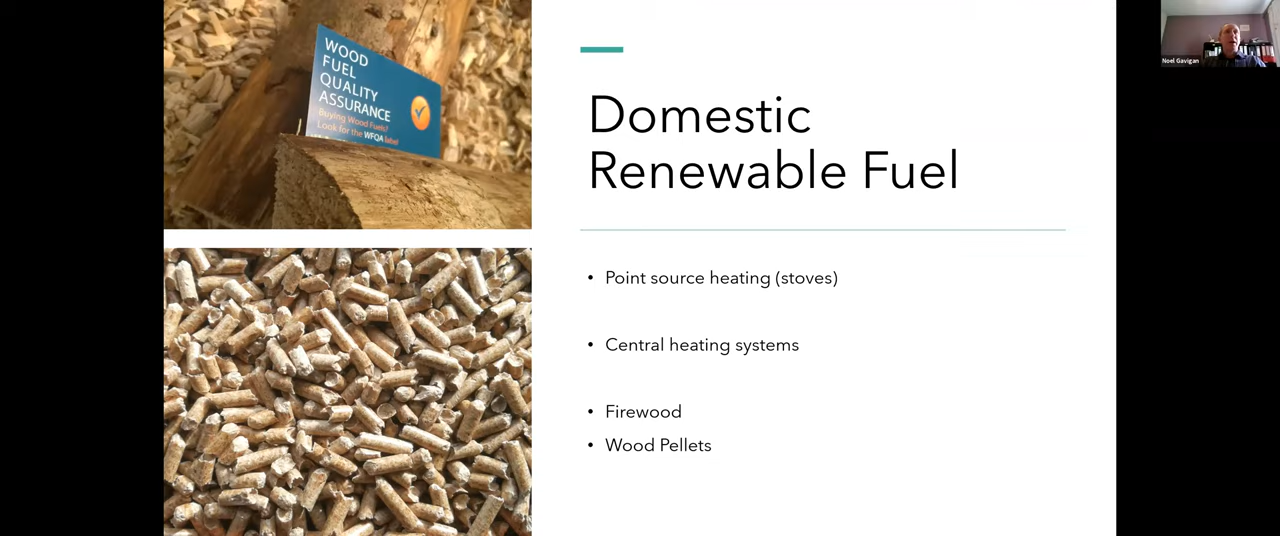 WOOD
FUEL
QUALITY
ASSURANCE
Buying Wood Fuels?
Look for the WFQA label
Domestic
Renewable Fuel
• Point source heating (stoves)
• Central heating systems
• Firewood
• Wood Pellets
Noel Gavigan